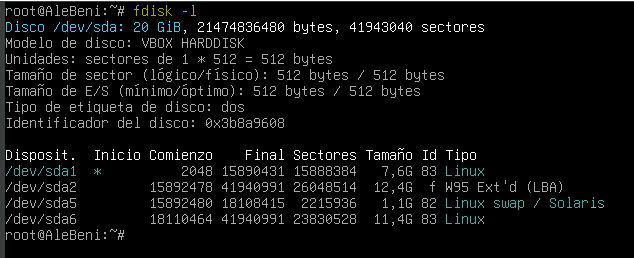 root@AleBeni:~# fdisk -l
Disco /dev/sda: 20 GiB, 21474836480 bytes, 41943040 sectores
Modelo de disco: VBOX HARDDISK
Unidades: sectores de 1 * 512 = 512 bytes
Tamaño de sector (lógico/físico): 512 bytes / 512 bytes
Tamaño de E/S (mínimo/óptimo): 512 bytes / 512 bytes
Tipo de etiqueta de disco: dos
Identificador del disco: 0x3b8a9608
Disposit.  Inicio Comienzo    Final Sectores Tamaño Id Tipo
/dev/sda1  *          2048 15890431 15888384   7,6G 83 Linux
/dev/sda2         15892478 41940991 26048514  12,4G  f W95 Ext'd (LBA)
/dev/sda5         15892480 18108415  2215936   1,1G 82 Linux swap / Solaris
/dev/sda6         18110464 41940991 23830528  11,4G 83 Linux
root@AleBeni:~#